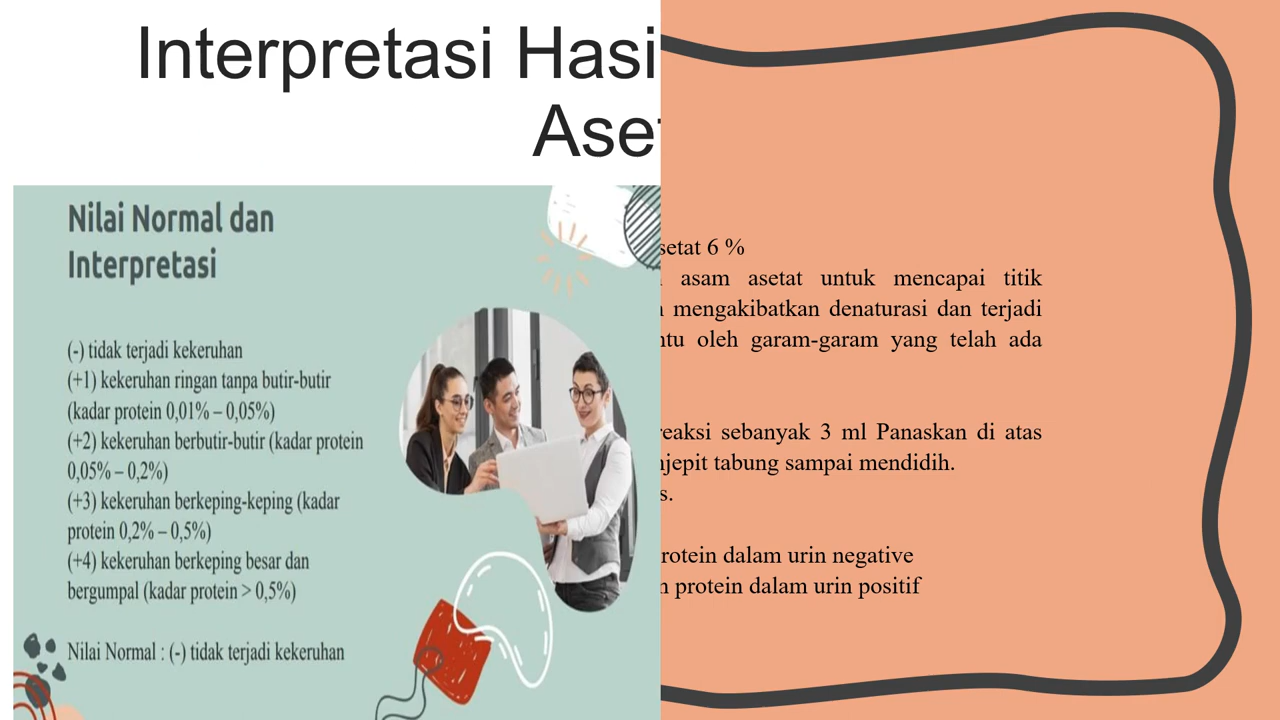 Interpretasi Hasi
Ase
Nilai Normal dan
Interpretasi
(-) tidak terjadi kekeruhan
(+1) kekeruhan ringan tanpa butir-butir
(kadar protein 0,01% – 0,05%)
(+2) kekeruhan berbutir-butir (kadar protein
0,05% – 0,2%)
(+3) kekeruhan berkeping-keping (kadar
protein 0,2% – 0,5%)
(+4) kekeruhan berkeping besar dan
bergumpal (kadar protein > 0,5%)
Nilai Normal : (-) tidak terjadi kekeruhan
setat 6 %
asam asetat untuk mencapai titik
mengakibatkan denaturasi dan terjadi
ntu oleh garam-garam yang telah ada
reaksi sebanyak 3 ml Panaskan di atas
njepit tabung sampai mendidih.
s.
rotein dalam urin negative
n protein dalam urin positif